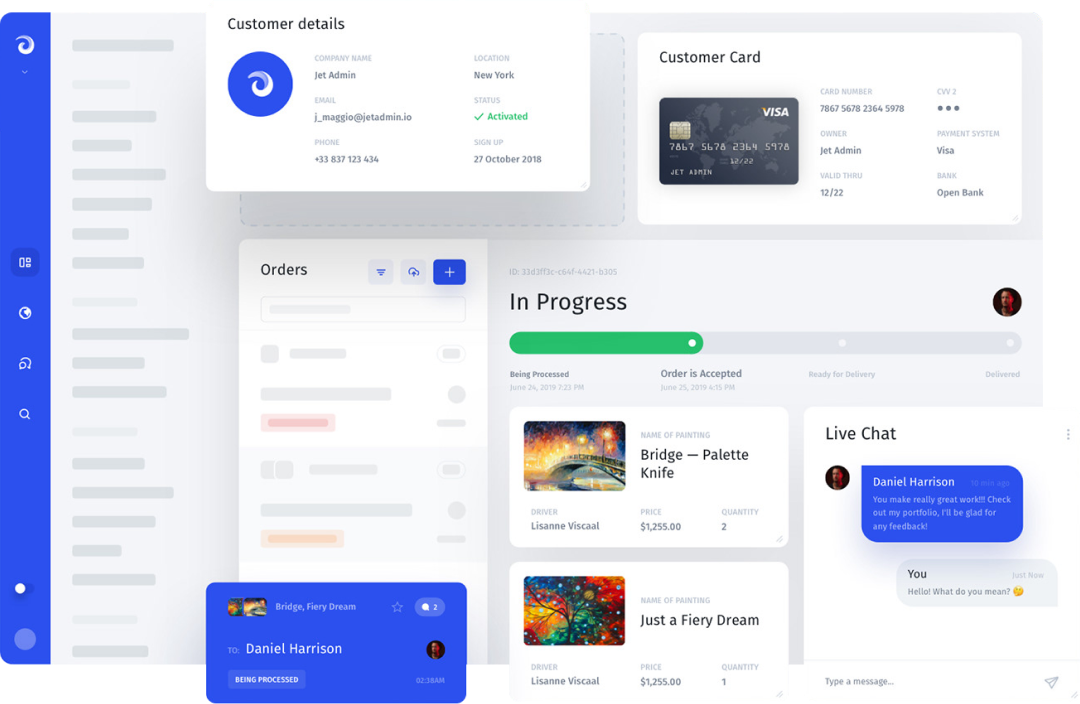 Customer details
COMPANY NAME
Jet Admin
LOCATION
New York
EMAIL
j_maggio@jetadmin.io
STATUS
Activated
PHONE
+33 837 123 434
SIGN UP
27 October 2018
Customer Card
VISA
7867 5678 2364 5978
12/22
JET ADMIN
CARD NUMBER
7867 5678 2364 5978
CVV 2
OWNER
Jet Admin
PAYMENT SYSTEM
Visa
VALID THRU
12/22
BANK
Open Bank
Orders
ID: 33d3ff3c-c64f-4421-b305
In Progress
Being Processed
June 24, 2019 7:23 PM
Order is Accepted
June 25, 2019 4:15 PM
Ready for Delivery
Delivered
NAME OF PAINTING
Bridge — Palette
Knife
DRIVER
Lisanne Viscaal
PRICE
$1,255.00
QUANTITY
2
NAME OF PAINTING
Just a Fiery Dream
DRIVER
Lisanne Viscaal
PRICE
$1,255.00
QUANTITY
1
Live Chat
Daniel Harrison
10 min ago
You make really great work!!! Check
out my portfolio, I'll be glad for
any feedback!
You
Just Now
Hello! What do you mean? 🤔
Type a message...
Bridge, Fiery Dream
2
TO: Daniel Harrison
BEING PROCESSED
02:38AM